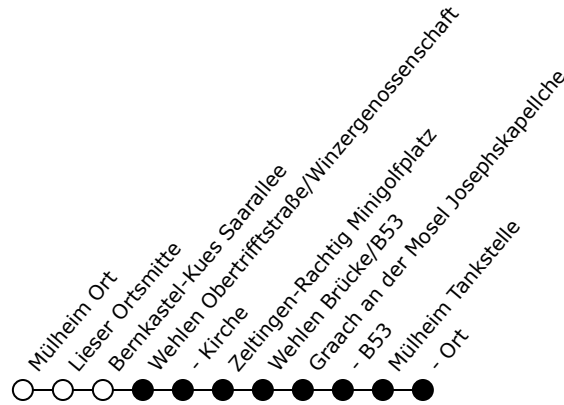 Mülheim Ort
Lieser Ortsmitte
Bernkastel-Kues Saarallee
Wehlen Obertrifftstraße/Winzergenossenschaft
- Kirche
Zeltingen-Rachtig Minigolfplatz
Wehlen Brücke/B53
Graach an der Mosel Josephskapellche
- B53
Mülheim Tankstelle
- Ort